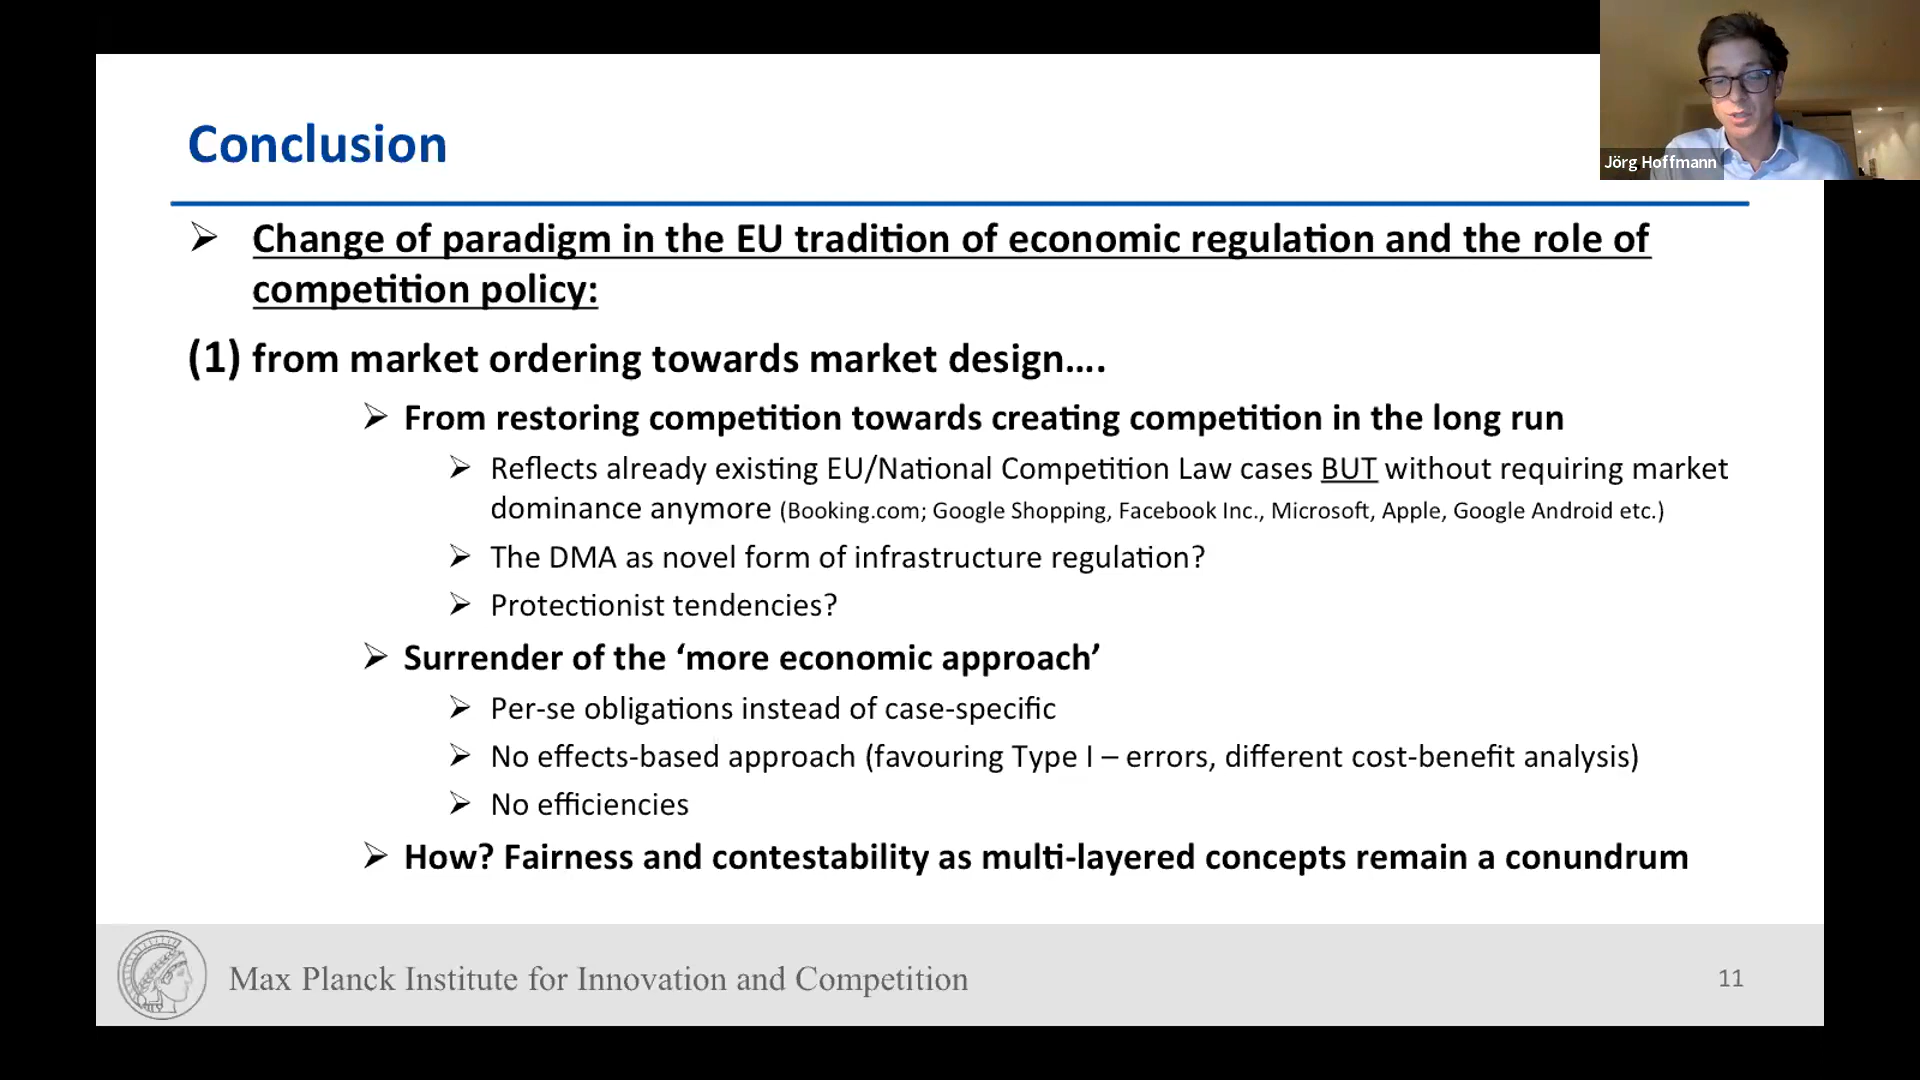 Jörg Hoffmann
Conclusion
➢ Change of paradigm in the EU tradition of economic regulation and the role of
competition policy:
(1) from market ordering towards market design....
➢ From restoring competition towards creating competition in the long run
➢ Reflects already existing EU/National Competition Law cases BUT without requiring market
dominance anymore (Booking.com; Google Shopping, Facebook Inc., Microsoft, Apple, Google Android etc.)
➢ The DMA as novel form of infrastructure regulation?
➢ Protectionist tendencies?
➢ Surrender of the ‘more economic approach’
➢ Per-se obligations instead of case-specific
➢ No effects-based approach (favouring Type I – errors, different cost-benefit analysis)
➢ No efficiencies
➢ How? Fairness and contestability as multi-layered concepts remain a conundrum
Max Planck Institute for Innovation and Competition
11